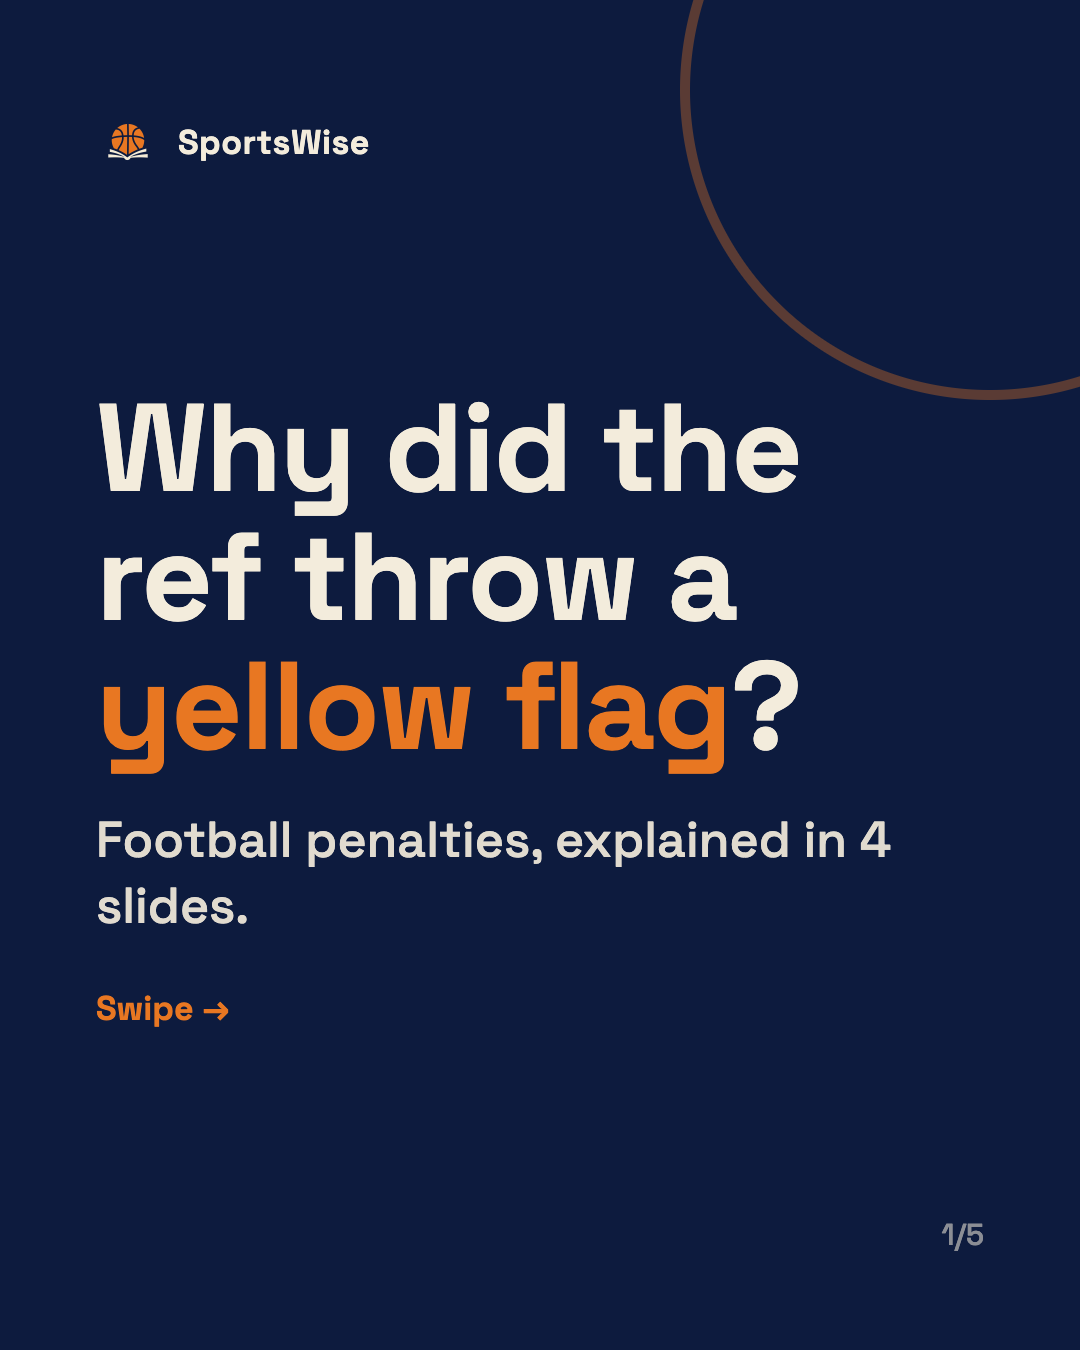 SportsWise
Why did the
ref throw a
yellow flag?
Football penalties, explained in 4
slides.
Swipe →
1/5